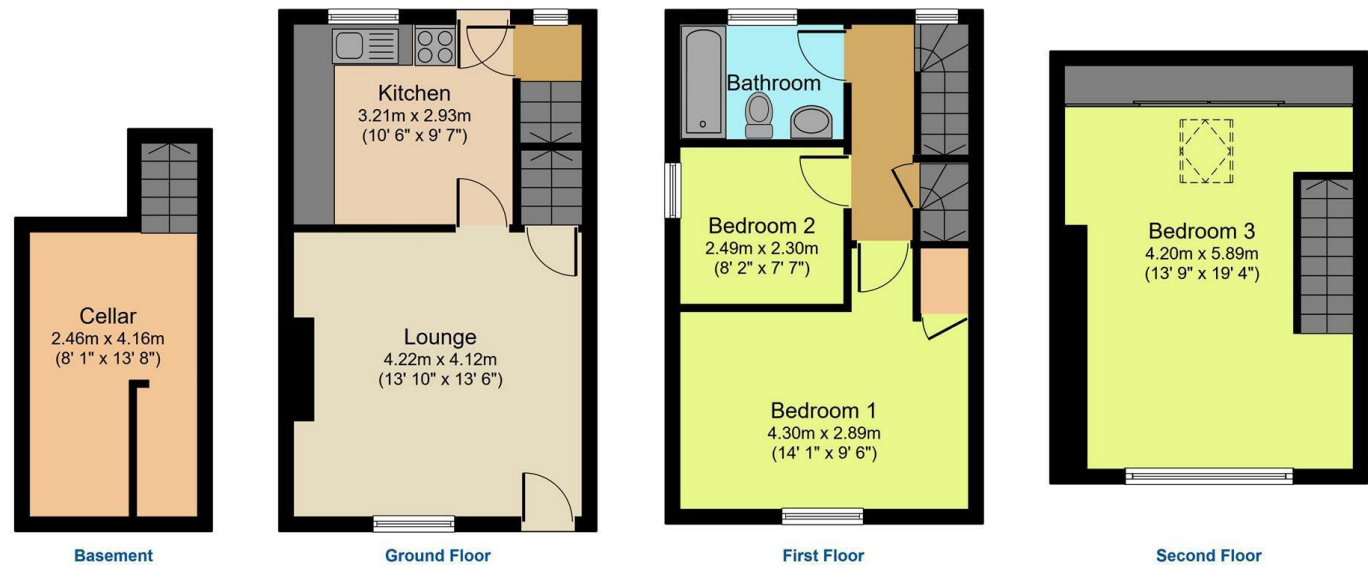 Cellar
2.46m x 4.16m
(8' 1" x 13' 8")
Basement
Kitchen
3.21m x 2.93m
(10' 6" x 9' 7")
Lounge
4.22m x 4.12m
(13' 10" x 13' 6")
Ground Floor
Bathroom
Bedroom 2
2.49m x 2.30m
(8' 2" x 7' 7")
Bedroom 1
4.30m x 2.89m
(14' 1" x 9' 6")
First Floor
Bedroom 3
4.20m x 5.89m
(13' 9" x 19' 4")
Second Floor